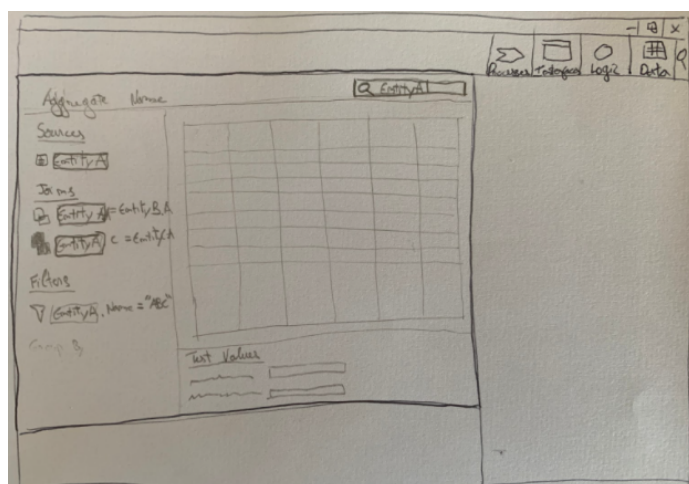 Processes Interfaces Logic Data
Aggregate Name
EntityA
Sources
EntityA
Joins
EntityA = EntityB.A
EntityA C = EntityC.A
Filters
EntityA.Name = "ABC"
Test Values